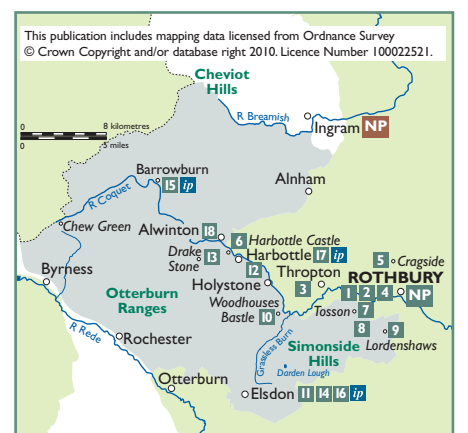 This publication includes mapping data licensed from Ordnance Survey
© Crown Copyright and/or database right 2010. Licence Number 100022521.
Cheviot
Hills
R Breamish
Ingram NP
0 8 kilometres
0 5 miles
Barrowburn
15 ip
Alnham
R Coquet
Chew Green
Alwinton 18
6 Harbottle Castle
Drake
Stone
13
Harbottle 17 ip
12
5 Cragside
Byrness
Thropton
3
ROTHBURY
1 2 4 NP
Holystone
Otterburn
Ranges
Woodhouses
Bastle 10
Tosson 7
8
9
Lordenshaws
R Rede
Rochester
Grassless Burn
Simonside
Hills
Darden Lough
Otterburn
Elsdon 11 14 16 ip